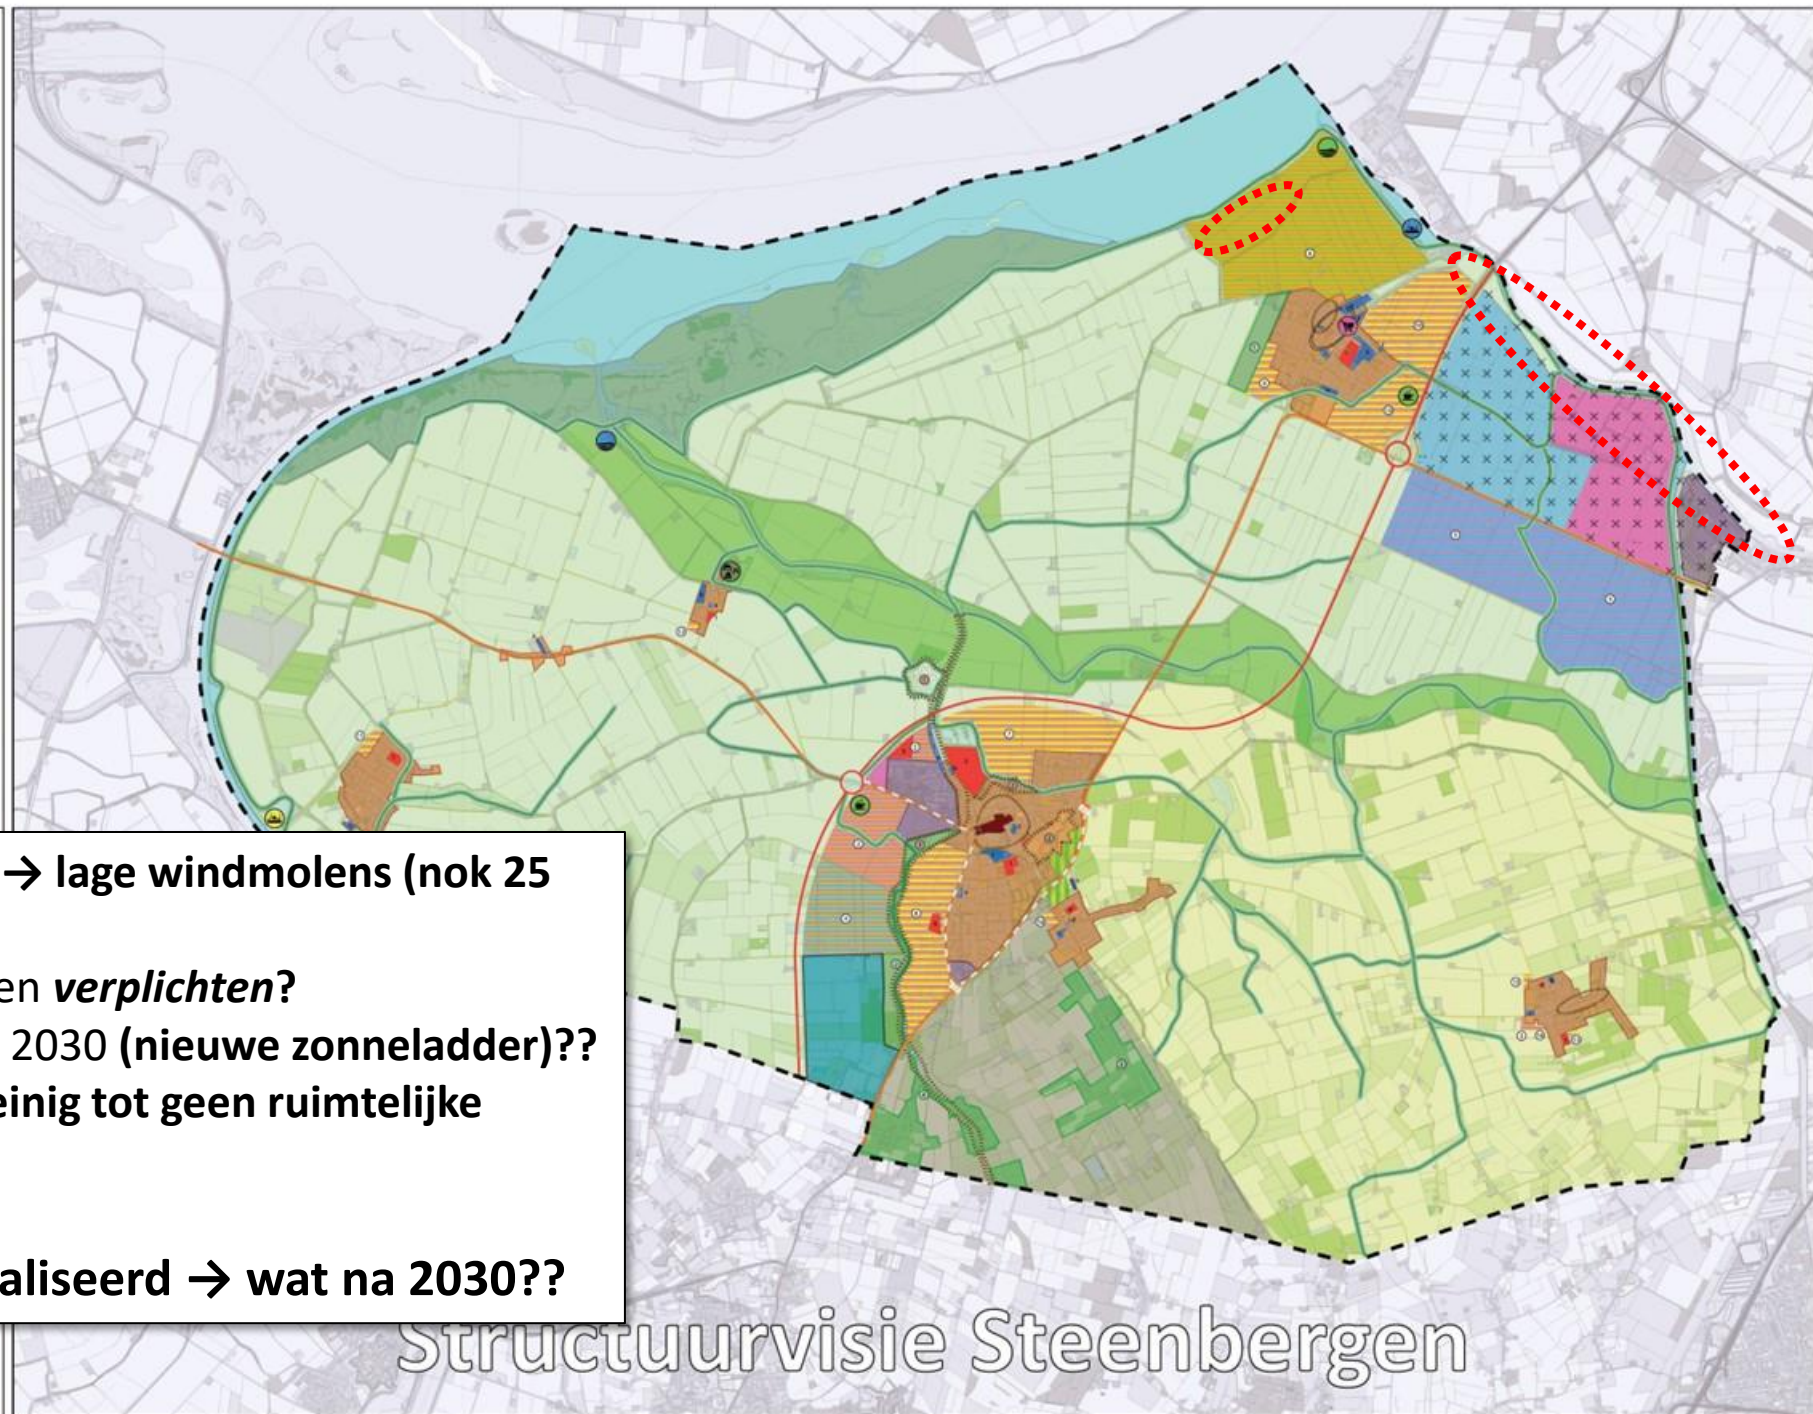 → lage windmolens (nok 25
en verplichten?
2030 (nieuwe zonneladder)??
einig tot geen ruimtelijke
aliseerd → wat na 2030??
Structuurvisie Steenbergen